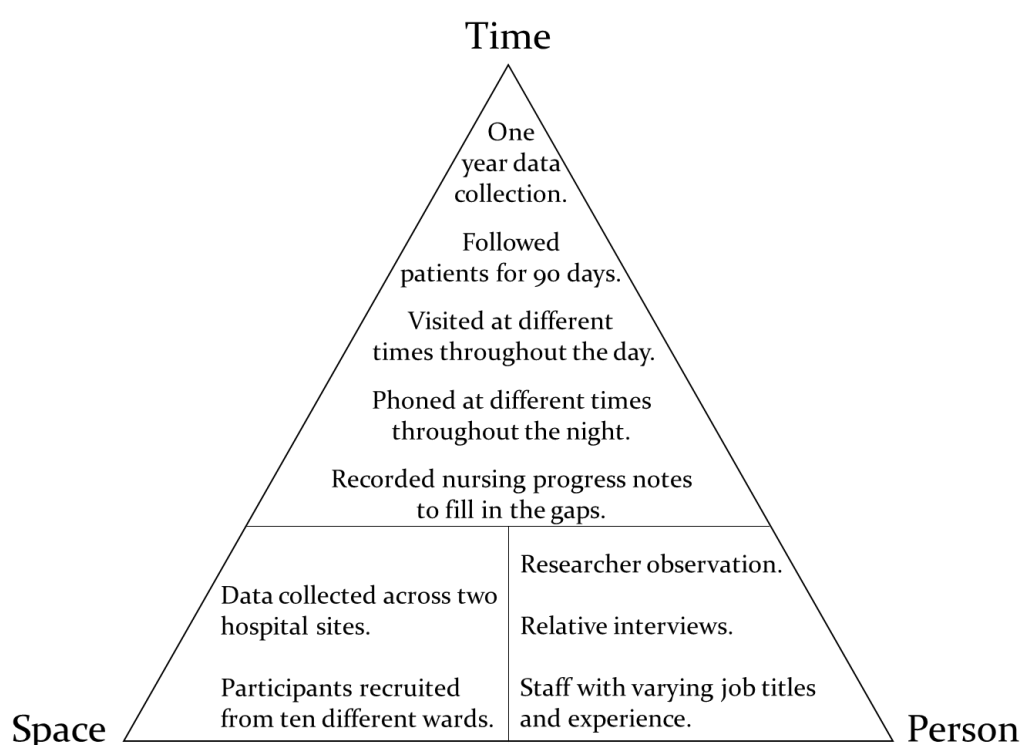 Time
One
year data
collection.
Followed
patients for 90 days.
Visited at different
times throughout the day.
Phoned at different times
throughout the night.
Recorded nursing progress notes
to fill in the gaps.
Data collected across two
hospital sites.
Participants recruited
from ten different wards.
Researcher observation.
Relative interviews.
Staff with varying job titles
and experience.
Space
Person